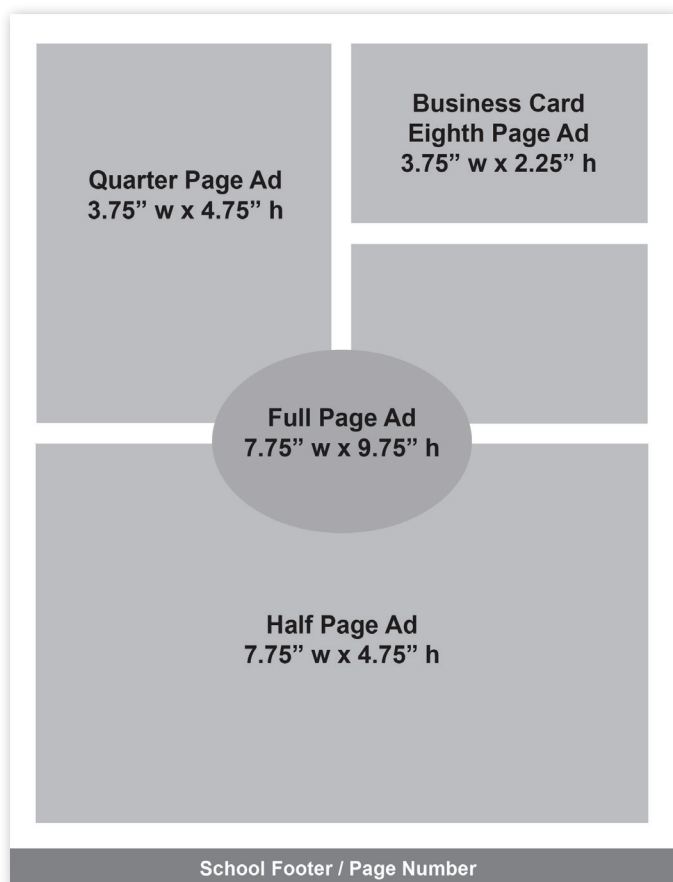 Quarter Page Ad
3.75” w x 4.75” h
Business Card
Eighth Page Ad
3.75” w x 2.25” h
Full Page Ad
7.75” w x 9.75” h
Half Page Ad
7.75” w x 4.75” h
School Footer / Page Number